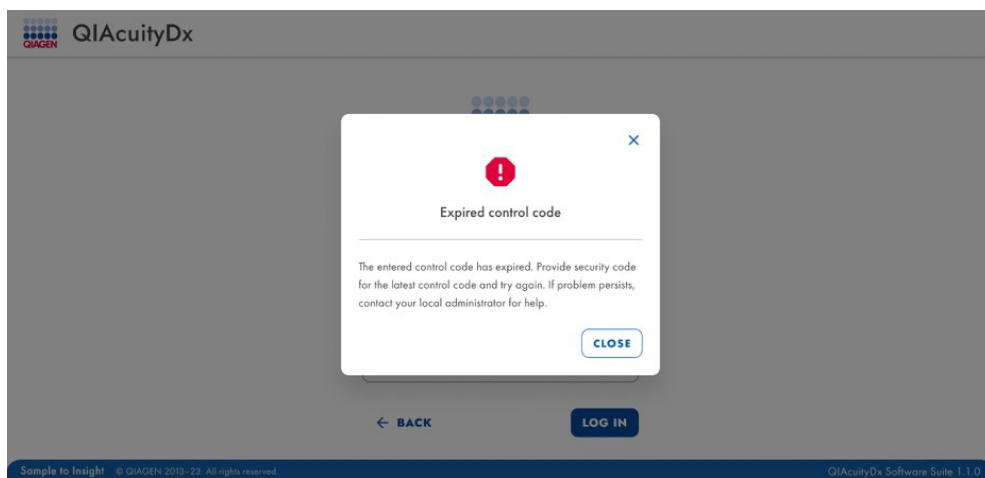 QIAGEN
QIAcuityDx
Expired control code
The entered control code has expired. Provide security code
for the latest control code and try again. If problem persists,
contact your local administrator for help.
CLOSE
← BACK
LOG IN
Sample to Insight © QIAGEN 2013–23. All rights reserved.
QIAcuityDx Software Suite 1.1.0